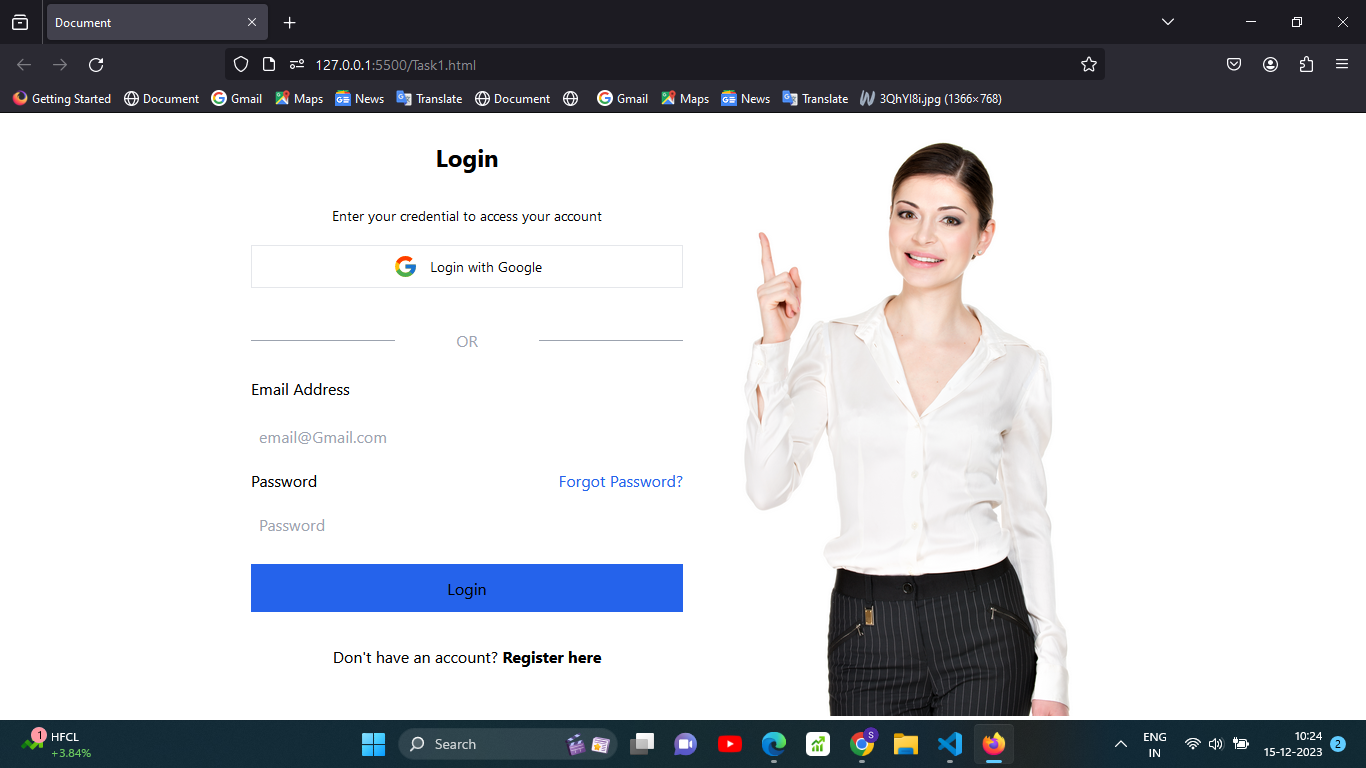 Document
127.0.0.1:5500/Task1.html
Getting Started Document Gmail Maps News Translate Document Gmail Maps News Translate 3QhYl8i.jpg (1366×768)
Login
Enter your credential to access your account
Login with Google
OR
Email Address
email@Gmail.com
Password Forgot Password?
Password
Login
Don't have an account? Register here
1 HFCL
+3.84%
Search
S
ENG
IN
10:24
15-12-2023
2